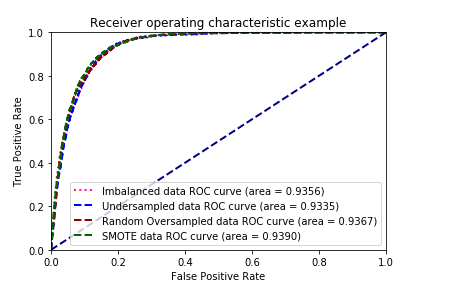 Receiver operating characteristic example
1.0
0.8
0.6
0.4
0.2
0.0
True Positive Rate
Imbalanced data ROC curve (area = 0.9356)
Undersampled data ROC curve (area = 0.9335)
Random Oversampled data ROC curve (area = 0.9367)
SMOTE data ROC curve (area = 0.9390)
0.0 0.2 0.4 0.6 0.8 1.0
False Positive Rate